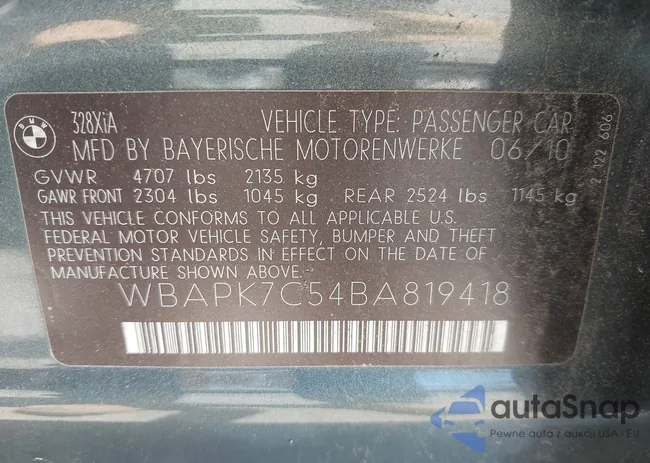 BMW
328XiA VEHICLE TYPE: PASSENGER CAR
MFD BY BAYERISCHE MOTORENWERKE 06/10
GVWR 4707 lbs 2135 kg
GAWR FRONT 2304 lbs 1045 kg REAR 2524 lbs 1145 kg
THIS VEHICLE CONFORMS TO ALL APPLICABLE U.S.
FEDERAL MOTOR VEHICLE SAFETY, BUMPER AND THEFT
PREVENTION STANDARDS IN EFFECT ON THE DATE OF
MANUFACTURE SHOWN ABOVE.
WBAPK7C54BA819418
2 122 606
autaSnap
Pewne auta z aukcji USA - EU